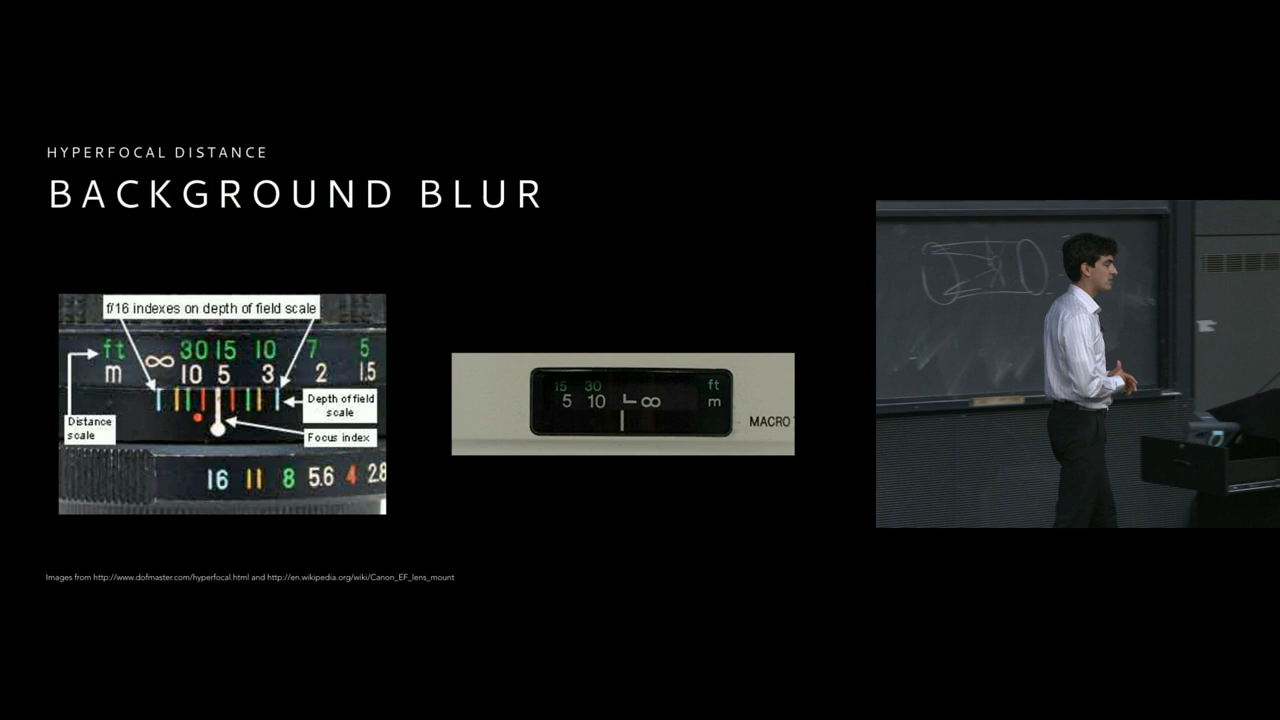 HYPERFOCAL DISTANCE
BACKGROUND BLUR
f/16 indexes on depth of field scale
ft ∞ 30 15 10 7 5
m 10 5 3 2 1.5
Depth of field
scale
Distance
scale
Focus index
16 11 8 5.6 4 2.8
15 30 ft
5 10 ∞ m
MACRO
Images from http://www.dofmaster.com/hyperfocal.html and http://en.wikipedia.org/wiki/Canon_EF_lens_mount